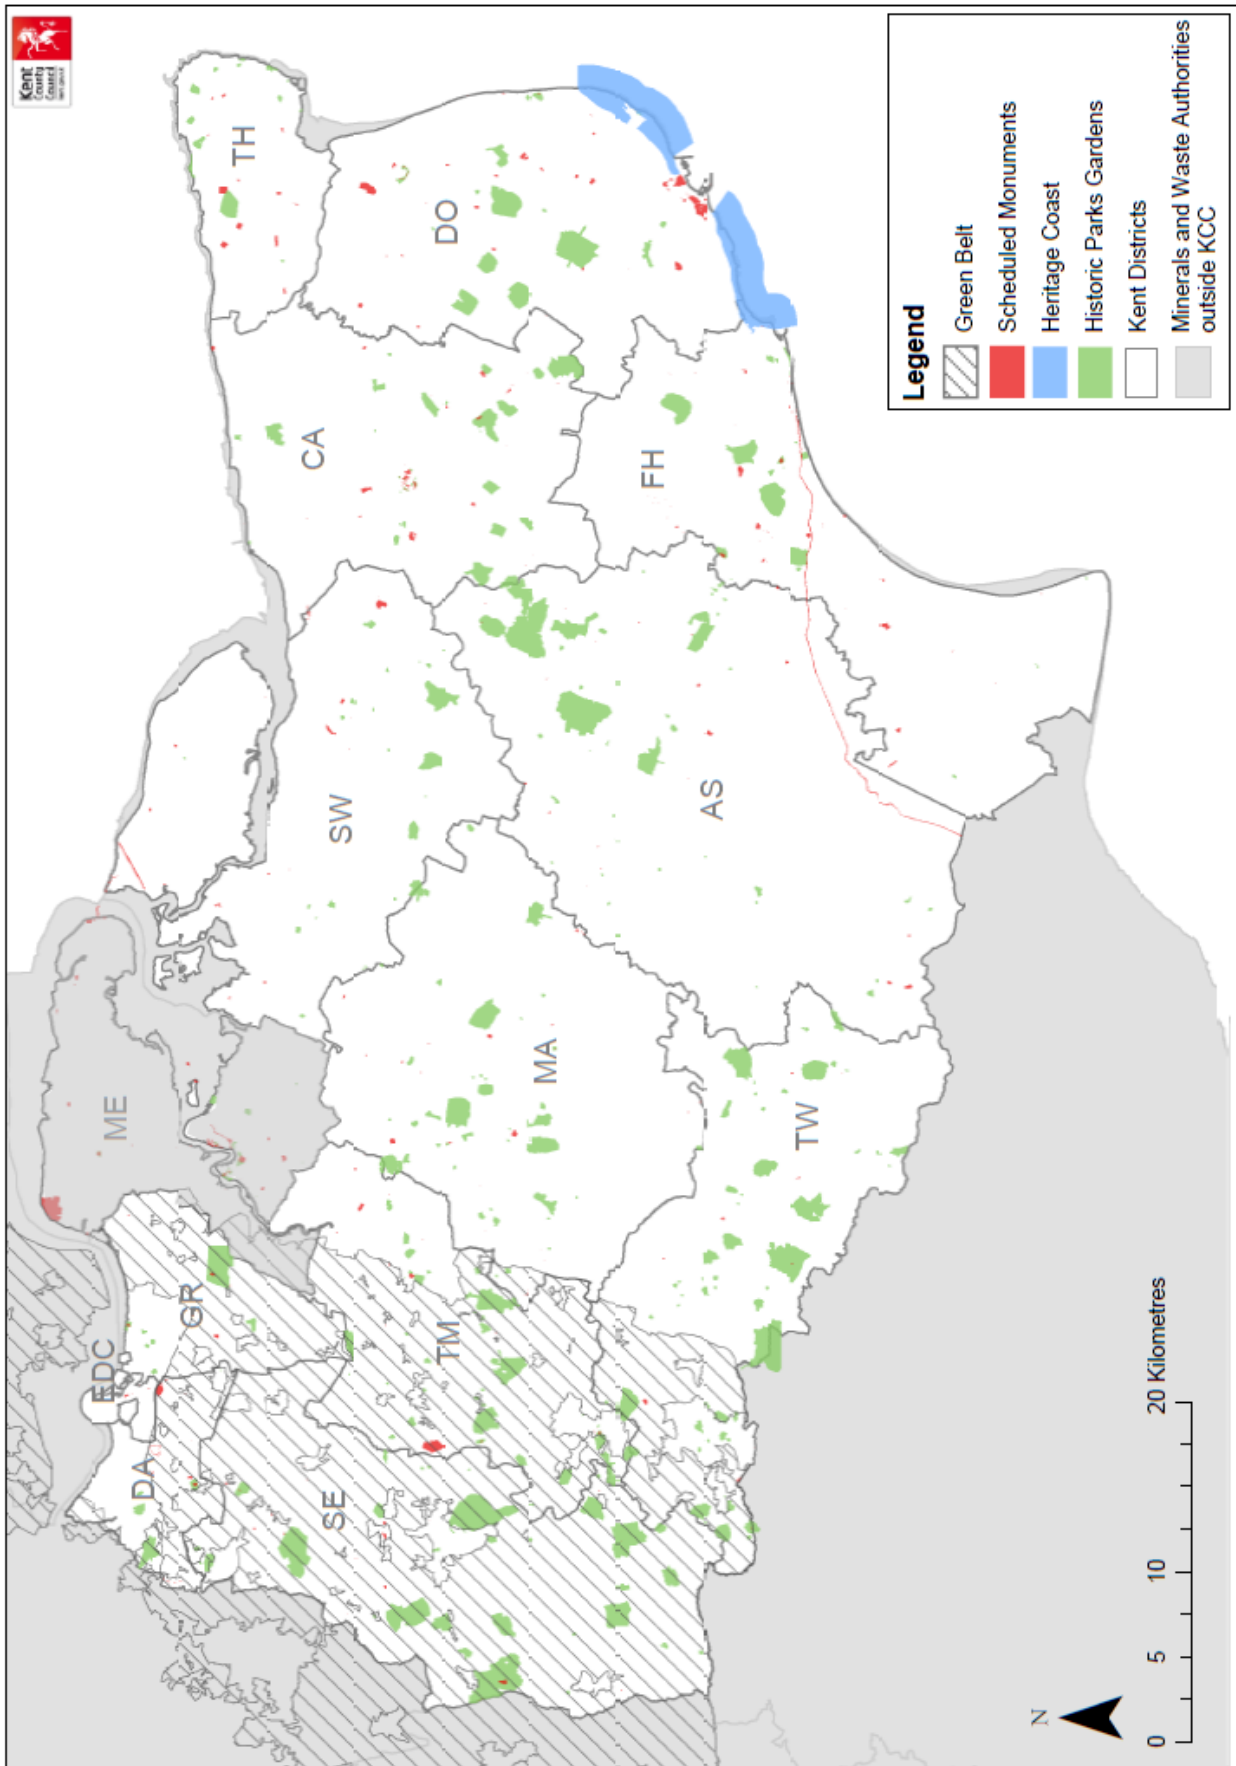 Kent
County
Council
TH
DO
CA
FH
SW
AS
ME
MA
TW
EDC
GR
TM
DA
SE
Legend
Green Belt
Scheduled Monuments
Heritage Coast
Historic Parks Gardens
Kent Districts
Minerals and Waste Authorities
outside KCC
N
0 5 10 20 Kilometres